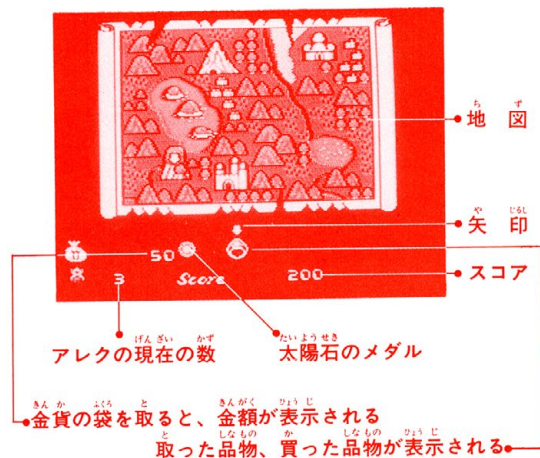 地図
矢印
50
スコア
3 Score 200
アレクの現在の数
太陽石のメダル
金貨の袋を取ると、金額が表示される
取った品物、買った品物が表示される